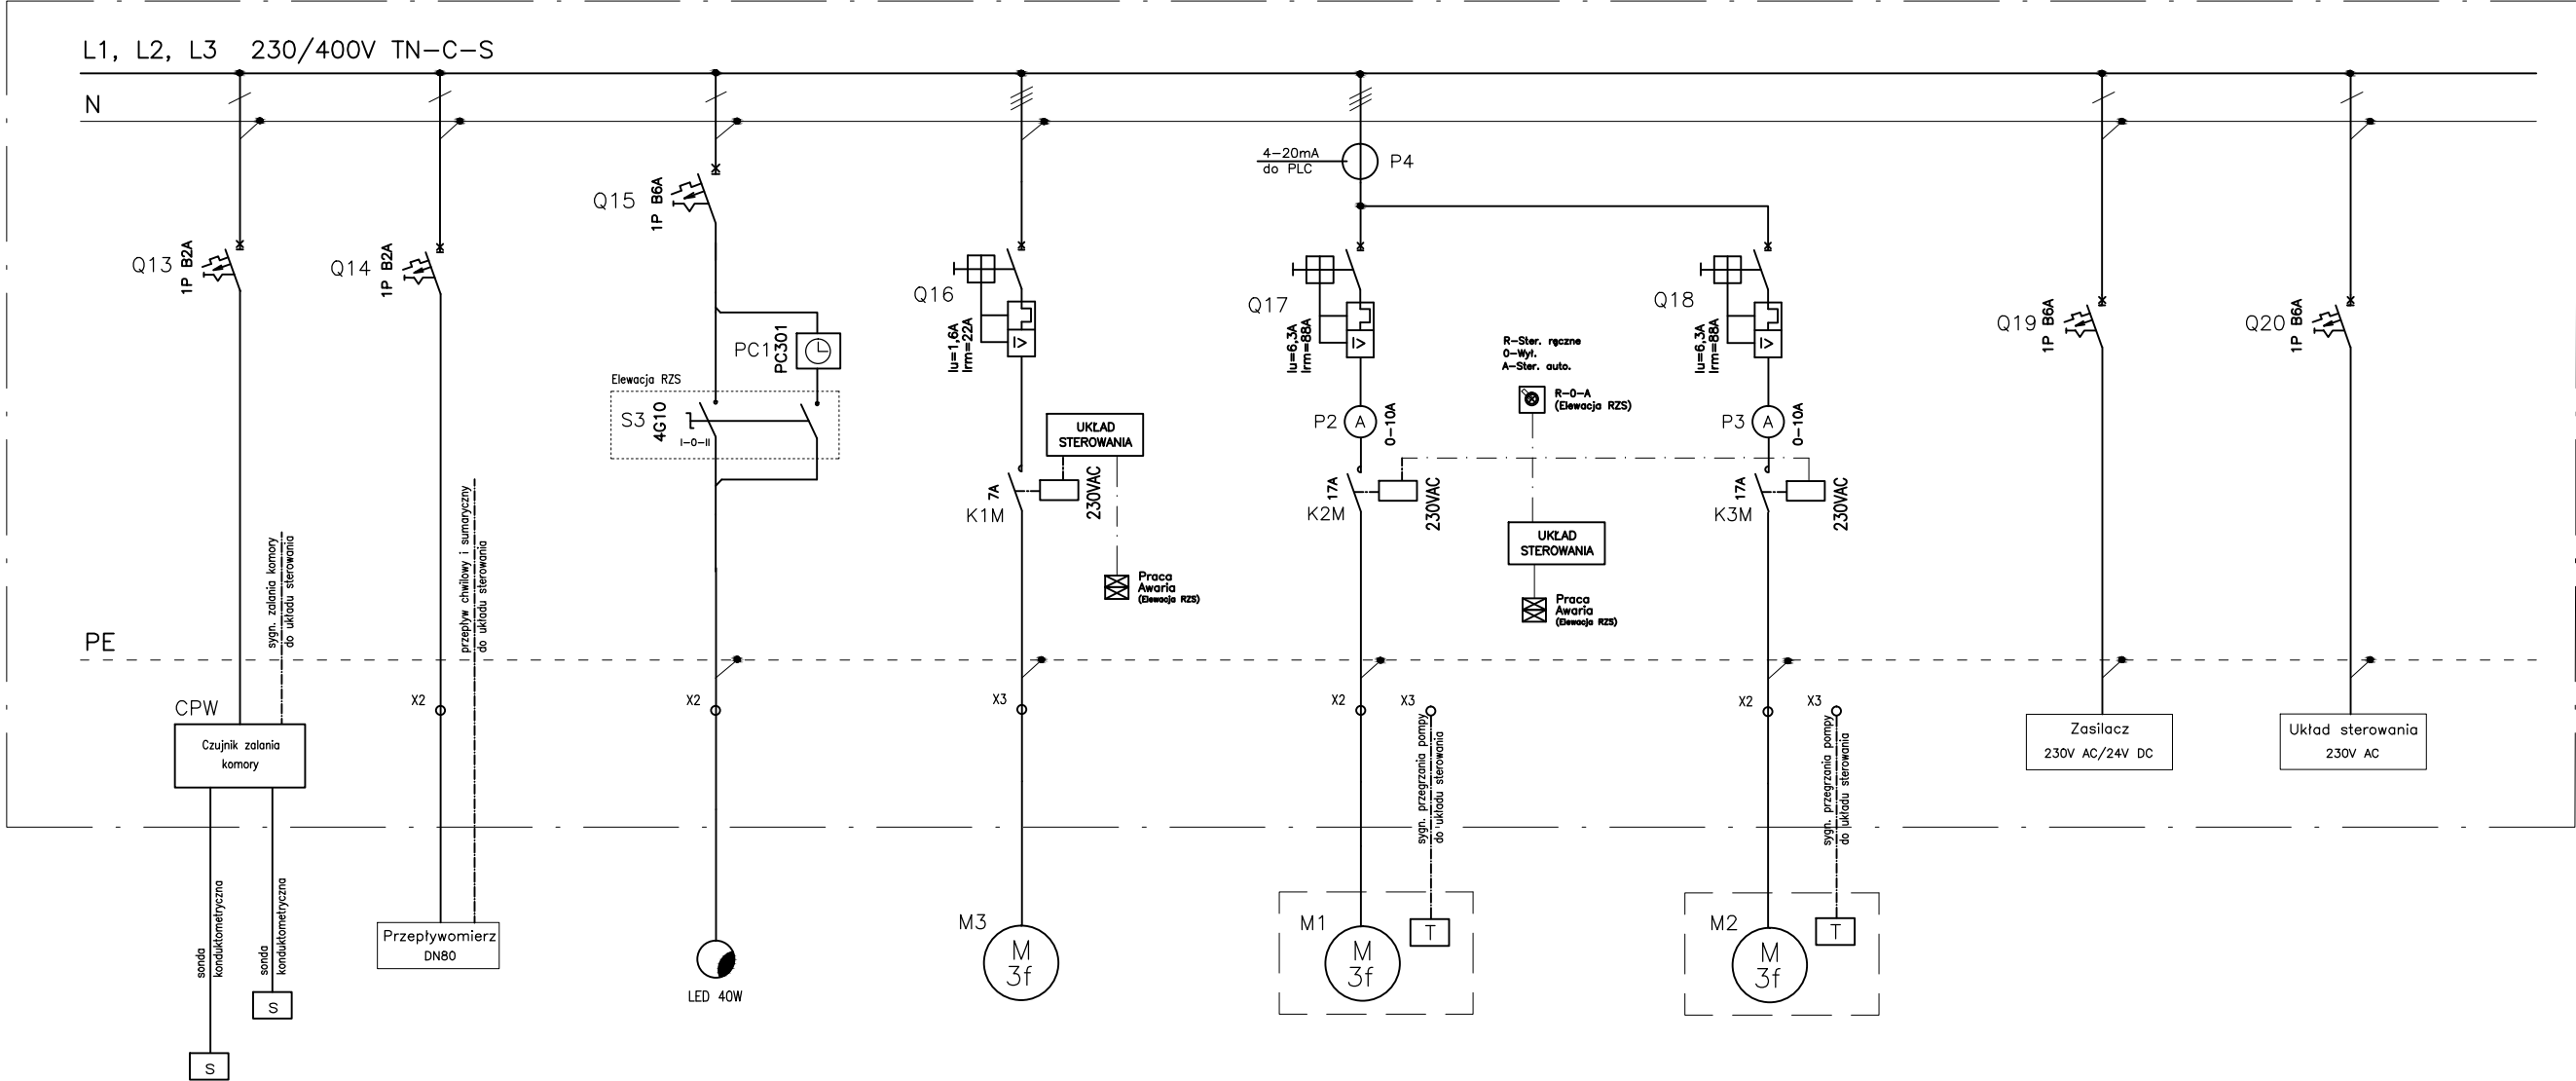 L1, L2, L3 230/400V TN-C-S
N
4-20mA
do PLC
P4
Q13
1P B2A
Q14
1P B2A
Q15
1P B6A
Q16
Iu=1,6A
Irm=22A
Q17
Iu=6,3A
Irm=88A
Q18
Iu=6,3A
Irm=88A
Q19
1P B6A
Q20
1P B6A
PC1
PC301
Elewacja RZS
S3
4G10
I-0-II
R-Ster. ręczne
0-Wył.
A-Ster. auto.
R-0-A
(Elewacja RZS)
P2
A
0-10A
P3
A
0-10A
I>
I>
I>
UKŁAD
STEROWANIA
7A
K1M
230VAC
17A
K2M
230VAC
17A
K3M
230VAC
UKŁAD
STEROWANIA
Praca
Awaria
(Elewacja RZS)
Praca
Awaria
(Elewacja RZS)
sygn. zalania komory
do układu sterowania
przepływ chwilowy i sumaryczny
do układu sterowania
PE
CPW
Czujnik zalania
komory
X2
X2
X3
X2
X3
X2
X3
sygn. przegrzania pompy
do układu sterowania
sygn. przegrzania pompy
do układu sterowania
Zasilacz
230V AC/24V DC
Układ sterowania
230V AC
sonda
konduktometryczna
sonda
konduktometryczna
Przepływomierz
DN80
LED 40W
M3
M
3f
M1
M
3f
T
M2
M
3f
T
S
S